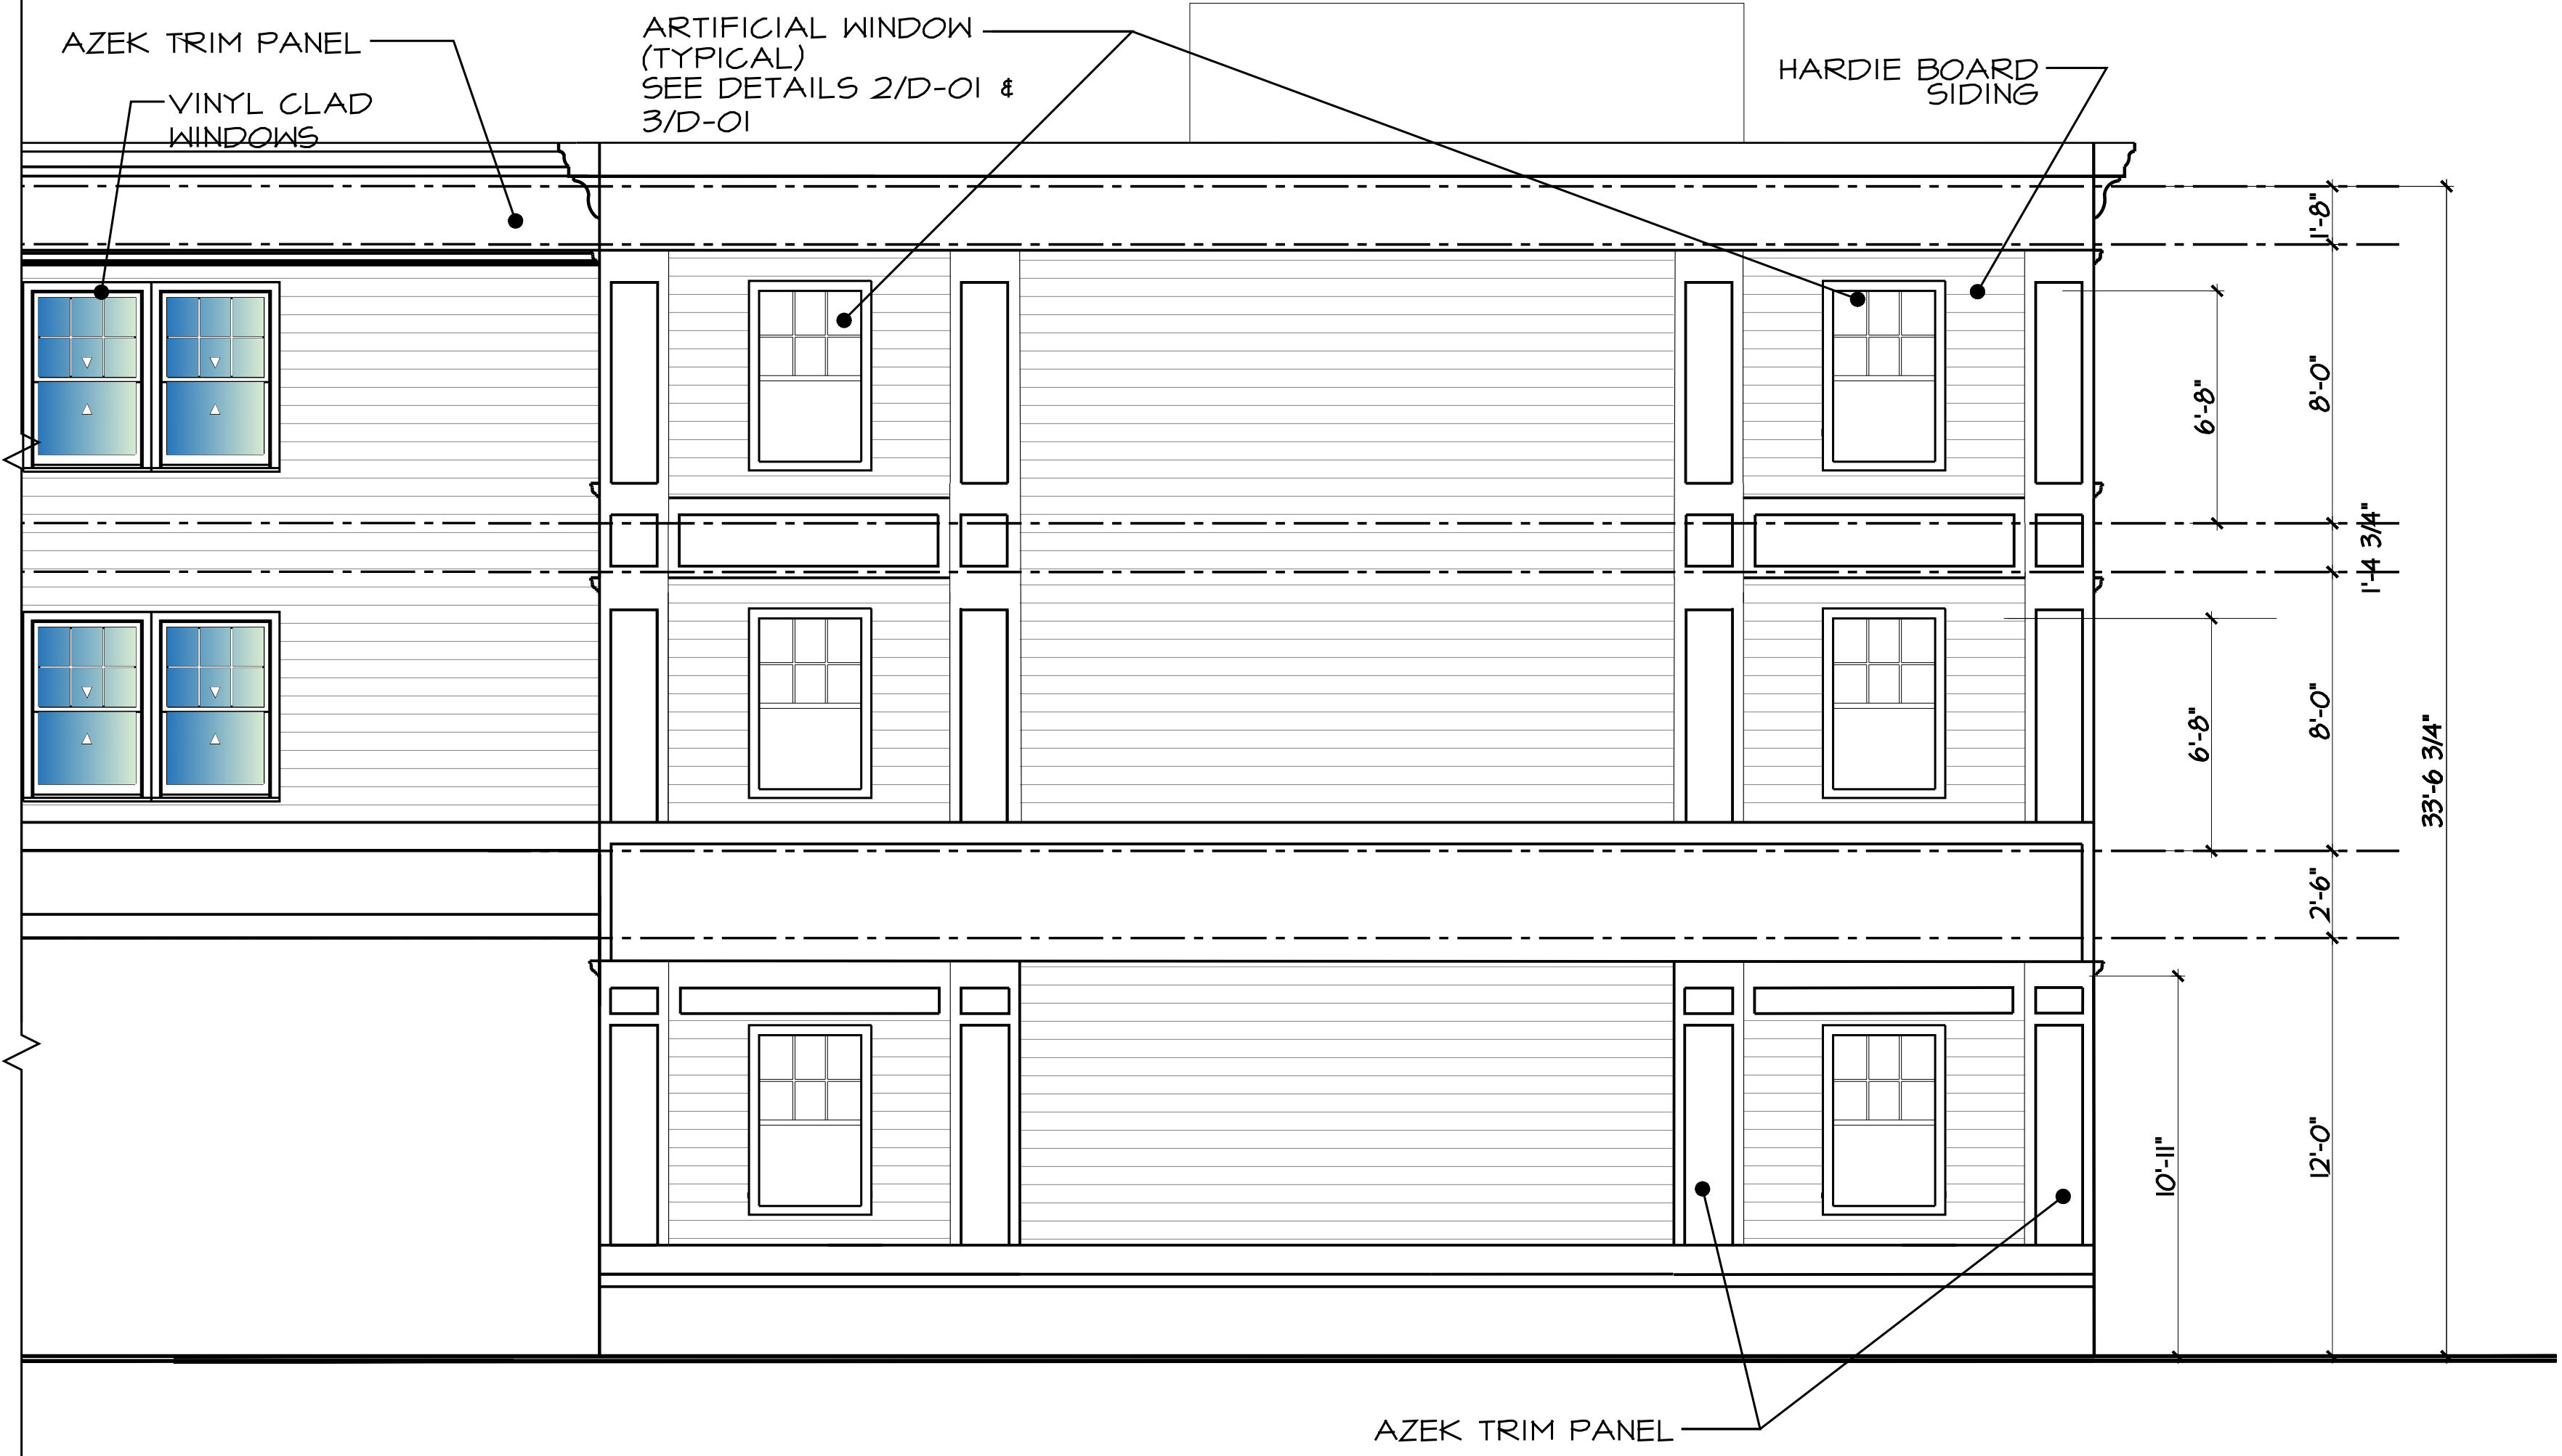 AZEK TRIM PANEL
VINYL CLAD
WINDOWS
ARTIFICIAL WINDOW
(TYPICAL)
SEE DETAILS 2/D-01 &
3/D-01
HARDIE BOARD
SIDING
1'-8"
8'-0"
6'-8"
1'-4 3/4"
8'-0"
6'-8"
33'-6 3/4"
2'-6"
12'-0"
10'-11"
AZEK TRIM PANEL